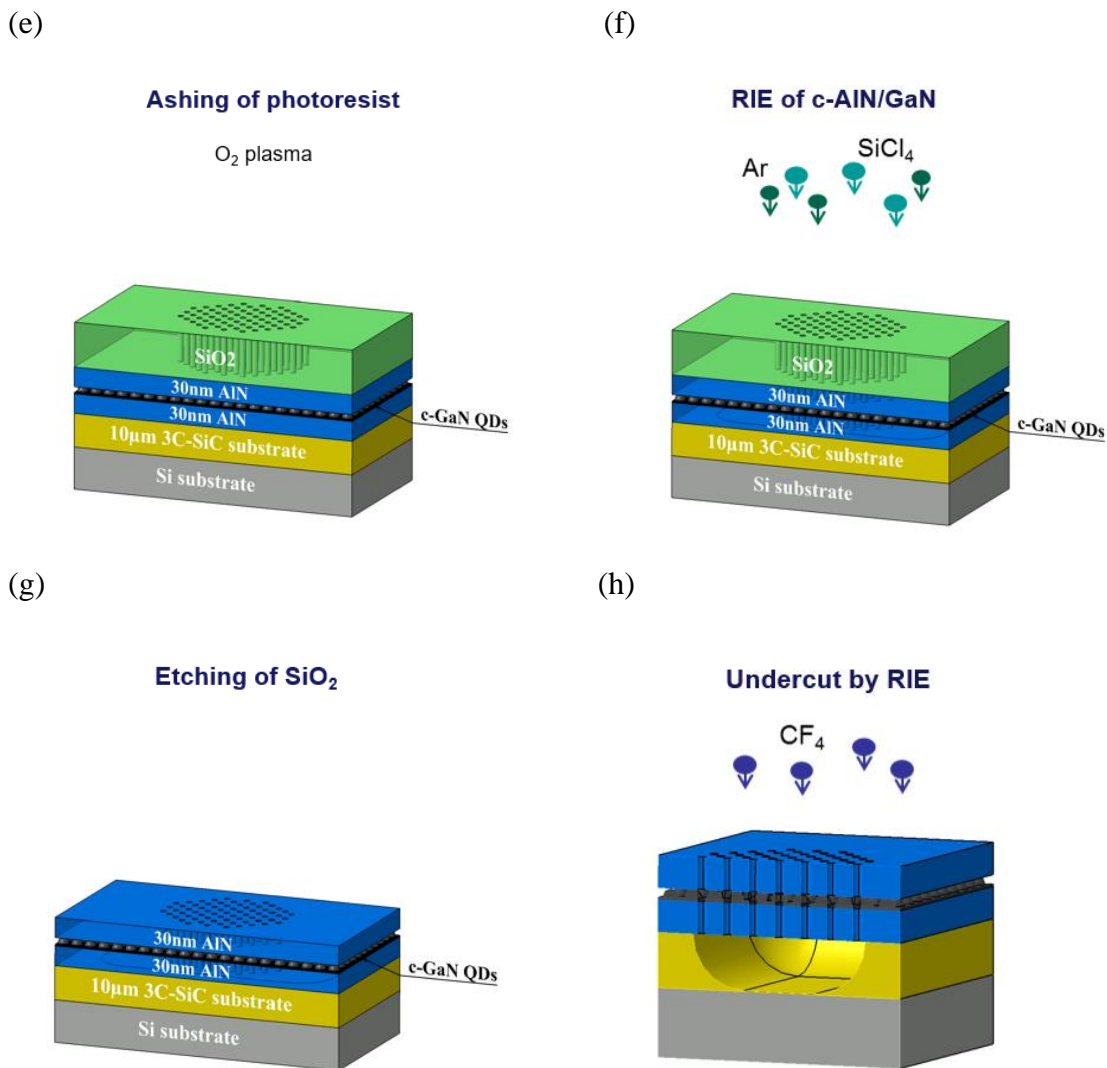 (e)
Ashing of photoresist
O₂ plasma
SiO2
30nm AlN
30nm AlN
c-GaN QDs
10µm 3C-SiC substrate
Si substrate
(f)
RIE of c-AlN/GaN
SiCl₄
Ar
SiO2
30nm AlN
30nm AlN
c-GaN QDs
10µm 3C-SiC substrate
Si substrate
(g)
Etching of SiO₂
30nm AlN
30nm AlN
c-GaN QDs
10µm 3C-SiC substrate
Si substrate
(h)
Undercut by RIE
CF₄